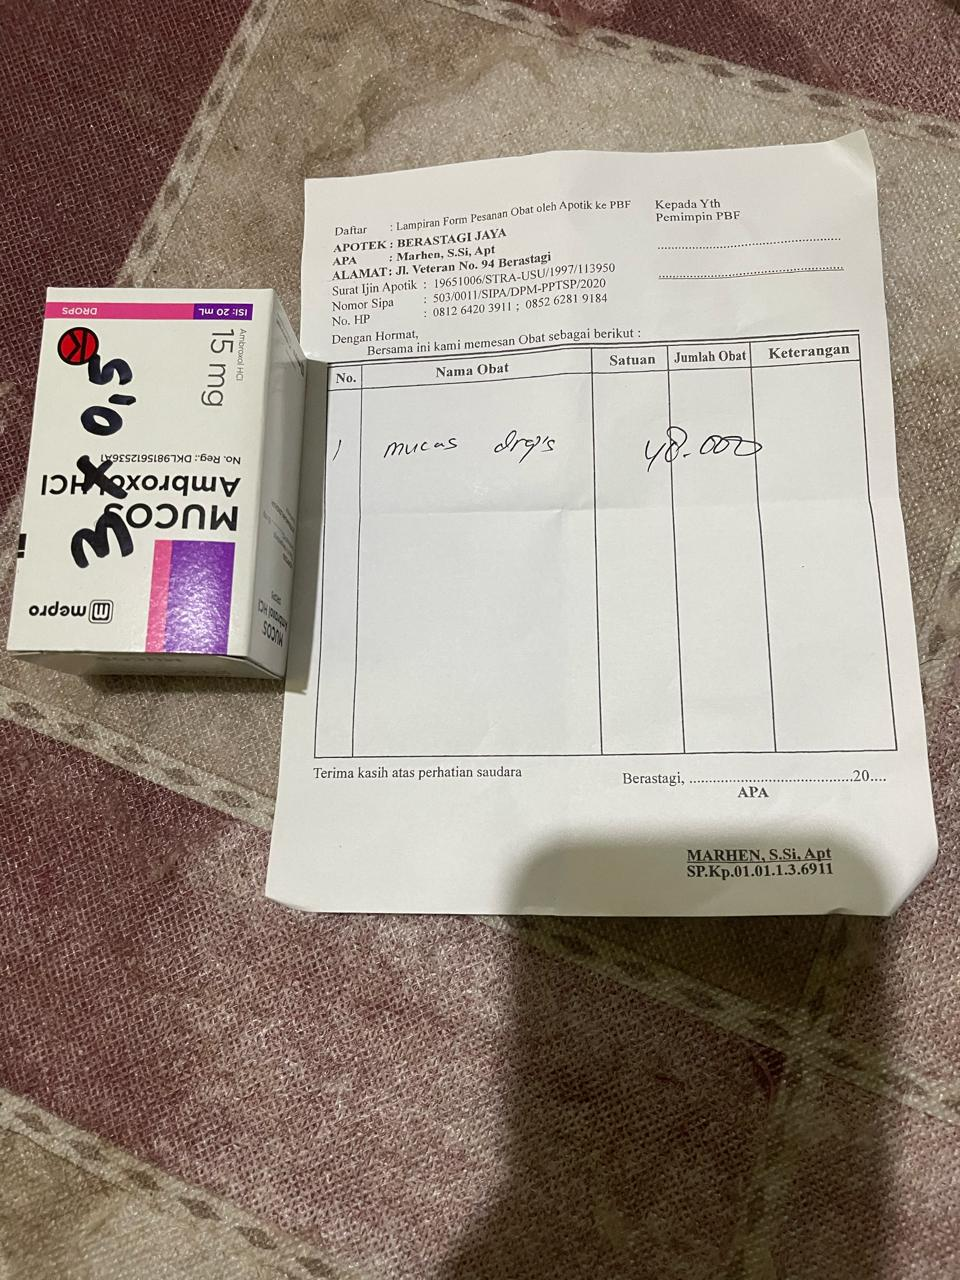 Daftar : Lampiran Form Pesanan Obat oleh Apotik ke PBF
APOTEK : BERASTAGI JAYA
APA : Marhen, S.Si, Apt
ALAMAT : Jl. Veteran No. 94 Berastagi
Surat Ijin Apotik : 19651006/STRA-USU/1997/113950
Nomor Sipa : 503/0011/SIPA/DPM-PPTSP/2020
No. HP : 0812 6420 3911 ; 0852 6281 9184
Kepada Yth
Pemimpin PBF
Dengan Hormat,
Bersama ini kami memesan Obat sebagai berikut :
No. Nama Obat Satuan Jumlah Obat Keterangan
1 mucos drops 48.000
Terima kasih atas perhatian saudara
Berastagi, ........................................20....
APA
MARHEN, S.Si, Apt
SP.Kp.01.01.1.3.6911
mepro
MUCOS
Ambroxol HCl
No. Reg.: DKL9815612536A1
3 x 0,5
Ambroxol HCl
15 mg
K
ISI: 20 mL
DROPS
MUCOS
Ambroxol HCl
DROPS